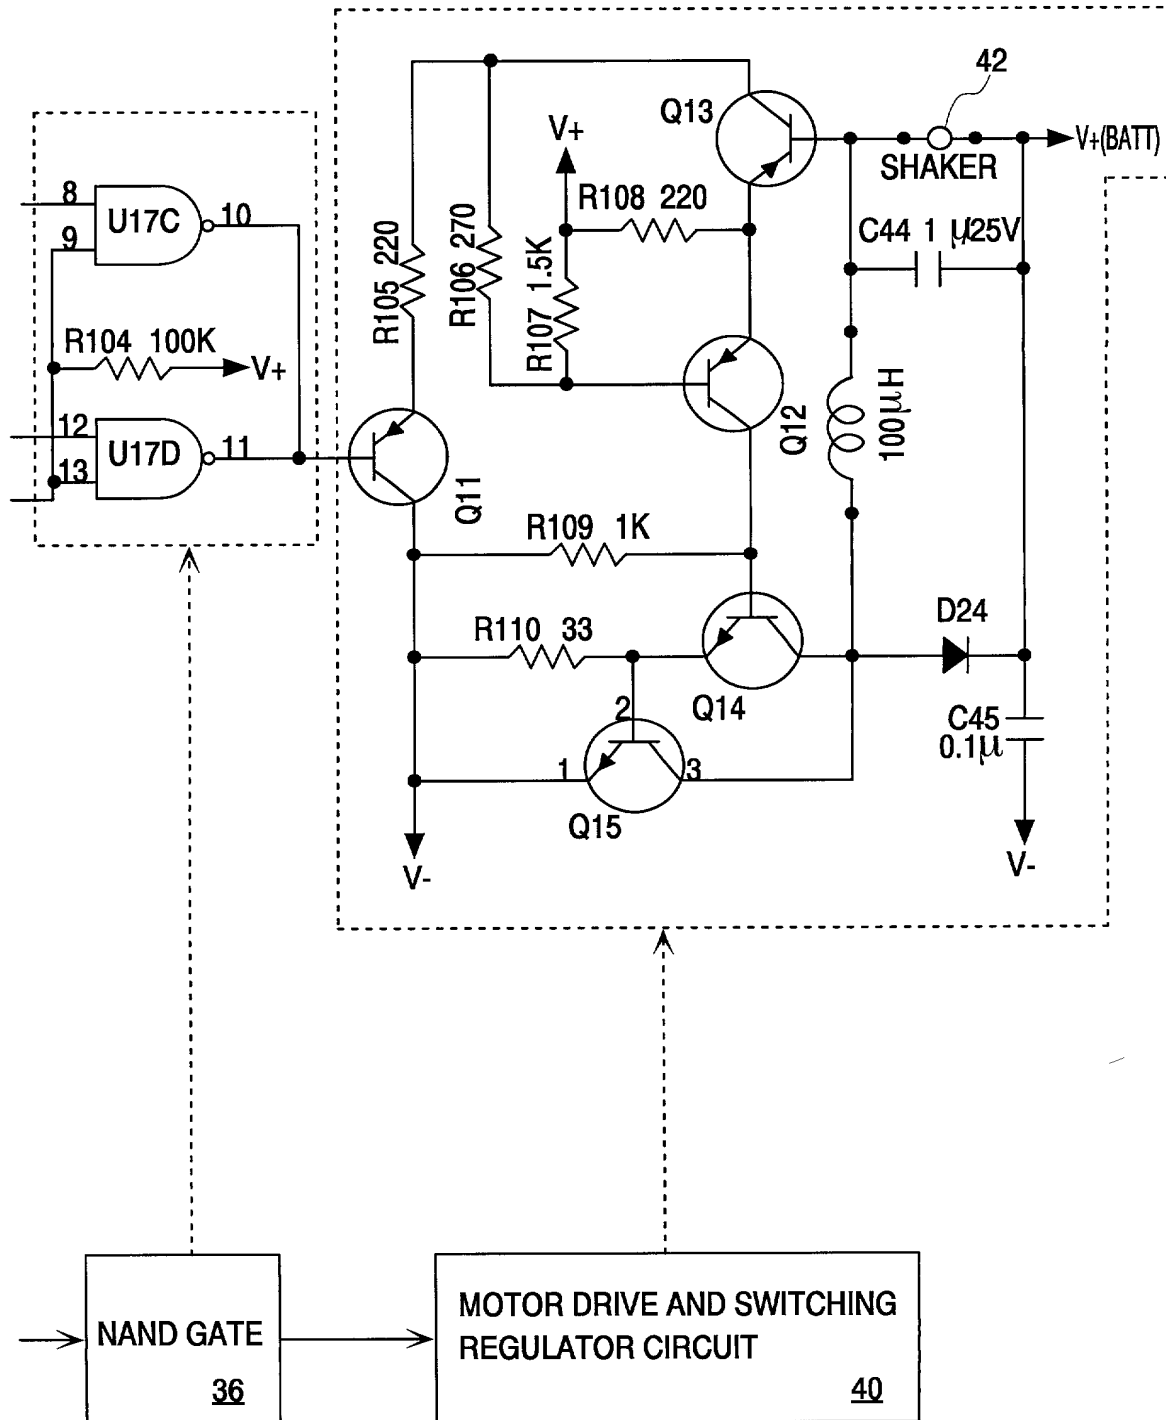 42
Q13
V+
V+(BATT)
SHAKER
8
U17C
10
9
R108 220
C44 1 µ/25V
R105 220
R106 270
R107 1.5K
R104 100K
V+
12
U17D
11
13
Q12
100µH
Q11
R109 1K
D24
R110 33
Q14
2
C45
0.1µ
1
3
Q15
V-
V-
NAND GATE
36
MOTOR DRIVE AND SWITCHING
REGULATOR CIRCUIT
40